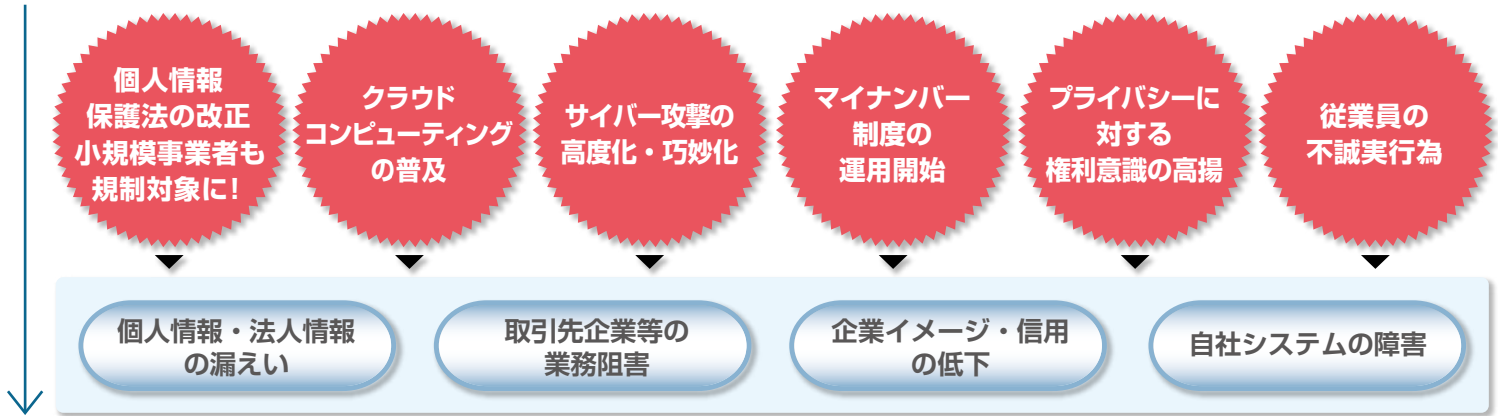 個人情報
保護法の改正
小規模事業者も
規制対象に!
クラウド
コンピューティング
の普及
サイバー攻撃の
高度化・巧妙化
マイナンバー
制度の
運用開始
プライバシーに
対する
権利意識の高揚
従業員の
不誠実行為
個人情報・法人情報
の漏えい
取引先企業等の
業務阻害
企業イメージ・信用
の低下
自社システムの障害